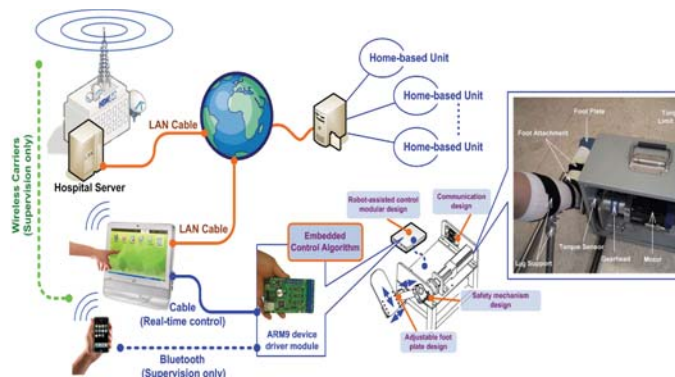 Home-based Unit
Home-based Unit
Home-based Unit
LAN Cable
Hospital Server
Wireless Carriers
(Supervision only)
LAN Cable
Cable
(Real-time control)
Bluetooth
(Supervision only)
Embedded
Control Algorithm
ARM9 device
driver module
Robot-assisted control
modular design
Communication
design
Safety mechanism
design
Adjustable foot
plate design
Foot Plate
Foot Attachment
Leg Support
Torque Sensor
Gearhead
Motor